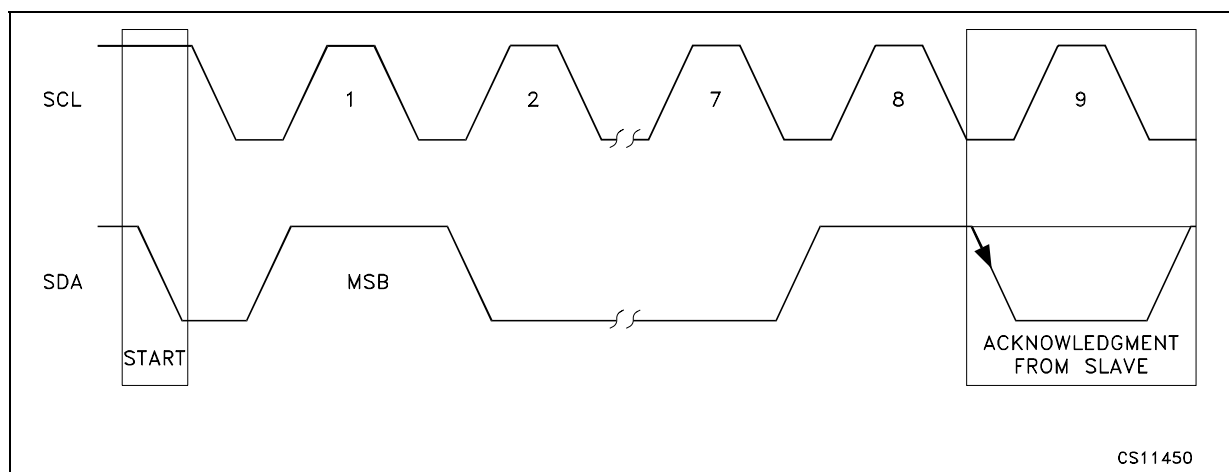 SCL 1 2 7 8 9
SDA MSB
START
ACKNOWLEDGMENT
FROM SLAVE
CS11450